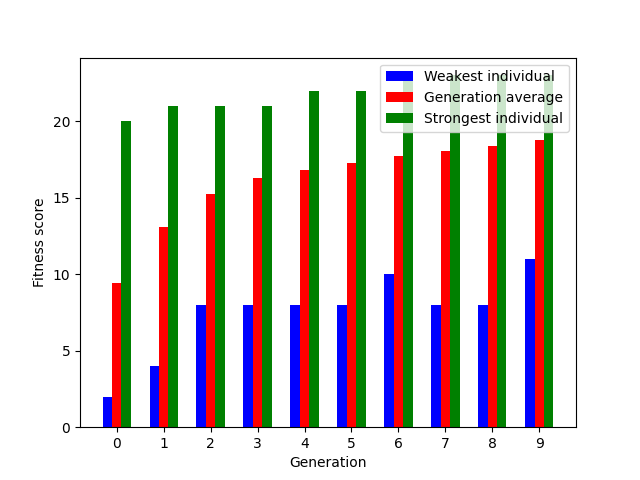 Weakest individual
Generation average
Strongest individual
20
15
10
5
0
Fitness score
0 1 2 3 4 5 6 7 8 9
Generation